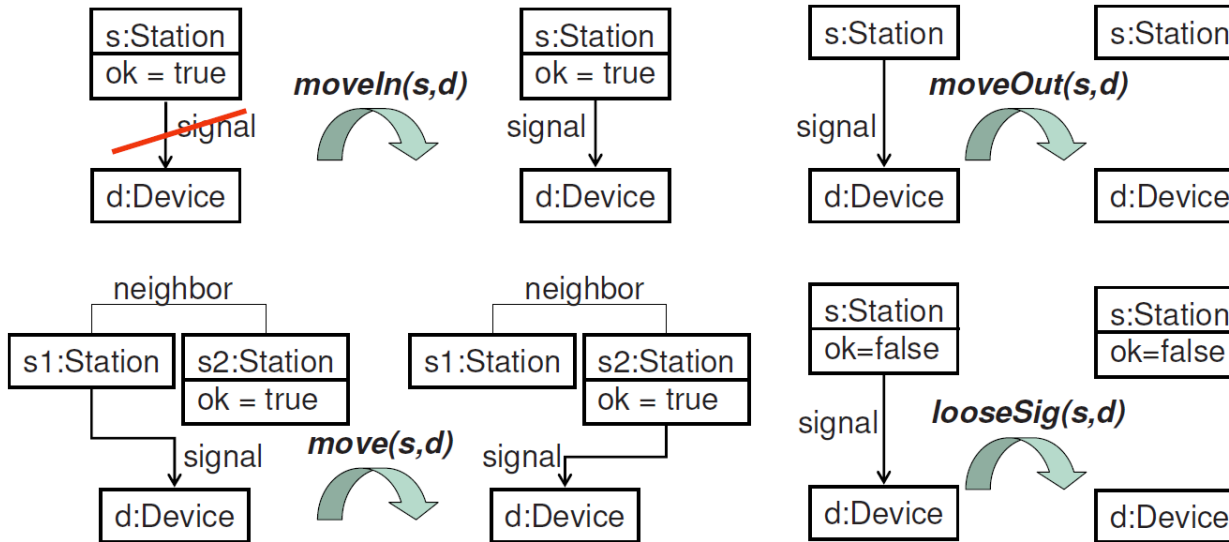 s:Station
ok = true
signal
d:Device
moveIn(s,d)
s:Station
ok = true
signal
d:Device
s:Station
signal
d:Device
moveOut(s,d)
s:Station
d:Device
neighbor
s1:Station
s2:Station
ok = true
signal
d:Device
move(s,d)
neighbor
s1:Station
s2:Station
ok = true
signal
d:Device
s:Station
ok=false
signal
d:Device
looseSig(s,d)
s:Station
ok=false
d:Device